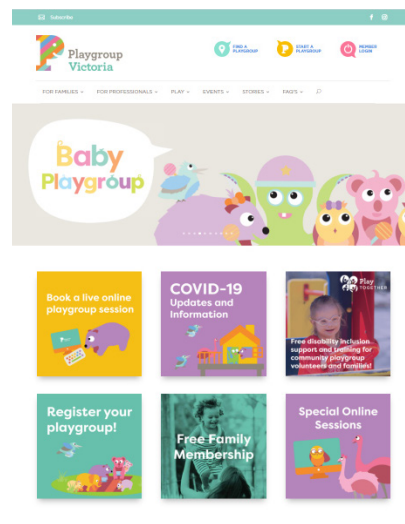 Subscribe
Playgroup
Victoria
FIND A
PLAYGROUP
START A
PLAYGROUP
MEMBER
LOGIN
FOR FAMILIES
FOR PROFESSIONALS
PLAY
EVENTS
STORIES
FAQ'S
Baby
Playgroup
Book a live online
playgroup session
COVID-19
Updates and
Information
Play
TOGETHER
Free disability inclusion
support and training for
community playgroup
volunteers and families!
Register your
playgroup!
Free Family
Membership
Special Online
Sessions